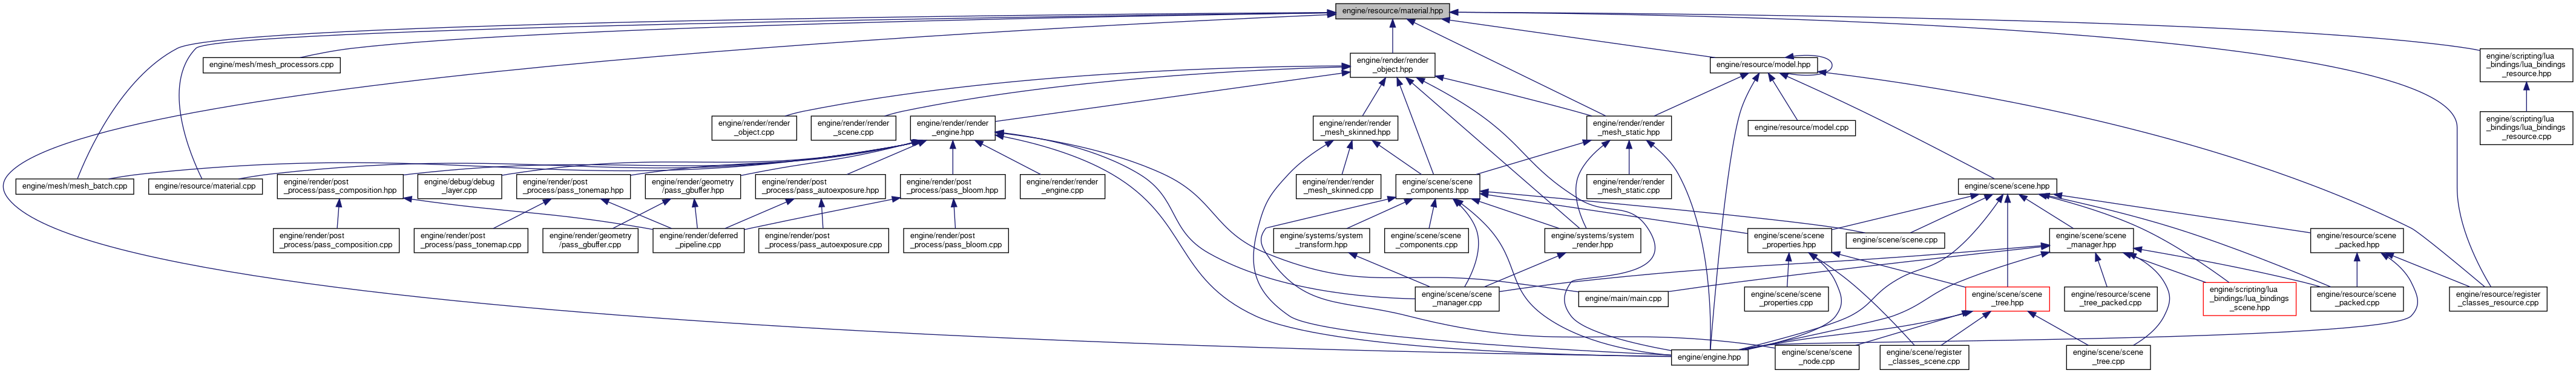 engine/resource/material.hpp
engine/mesh/mesh_processors.cpp
engine/render/render
_object.hpp
engine/resource/model.hpp
engine/scripting/lua
_bindings/lua_bindings
_resource.hpp
engine/render/render
_object.cpp
engine/render/render
_scene.cpp
engine/render/render
_engine.hpp
engine/render/render
_mesh_skinned.hpp
engine/render/render
_mesh_static.hpp
engine/resource/model.cpp
engine/scripting/lua
_bindings/lua_bindings
_resource.cpp
engine/mesh/mesh_batch.cpp
engine/resource/material.cpp
engine/render/post
_process/pass_composition.hpp
engine/debug/debug
_layer.cpp
engine/render/post
_process/pass_tonemap.hpp
engine/render/geometry
/pass_gbuffer.hpp
engine/render/post
_process/pass_autoexposure.hpp
engine/render/post
_process/pass_bloom.hpp
engine/render/render
_engine.cpp
engine/render/render
_mesh_skinned.cpp
engine/scene/scene
_components.hpp
engine/render/render
_mesh_static.cpp
engine/scene/scene.hpp
engine/render/post
_process/pass_composition.cpp
engine/render/post
_process/pass_tonemap.cpp
engine/render/geometry
/pass_gbuffer.cpp
engine/render/deferred
_pipeline.cpp
engine/render/post
_process/pass_autoexposure.cpp
engine/render/post
_process/pass_bloom.cpp
engine/systems/system
_transform.hpp
engine/scene/scene
_components.cpp
engine/systems/system
_render.hpp
engine/scene/scene
_properties.hpp
engine/scene/scene.cpp
engine/scene/scene
_manager.hpp
engine/resource/scene
_packed.hpp
engine/scene/scene
_manager.cpp
engine/main/main.cpp
engine/scene/scene
_properties.cpp
engine/scene/scene
_tree.hpp
engine/resource/scene
_tree_packed.cpp
engine/scripting/lua
_bindings/lua_bindings
_scene.hpp
engine/resource/scene
_packed.cpp
engine/resource/register
_classes_resource.cpp
engine/engine.hpp
engine/scene/scene
_node.cpp
engine/scene/register
_classes_scene.cpp
engine/scene/scene
_tree.cpp